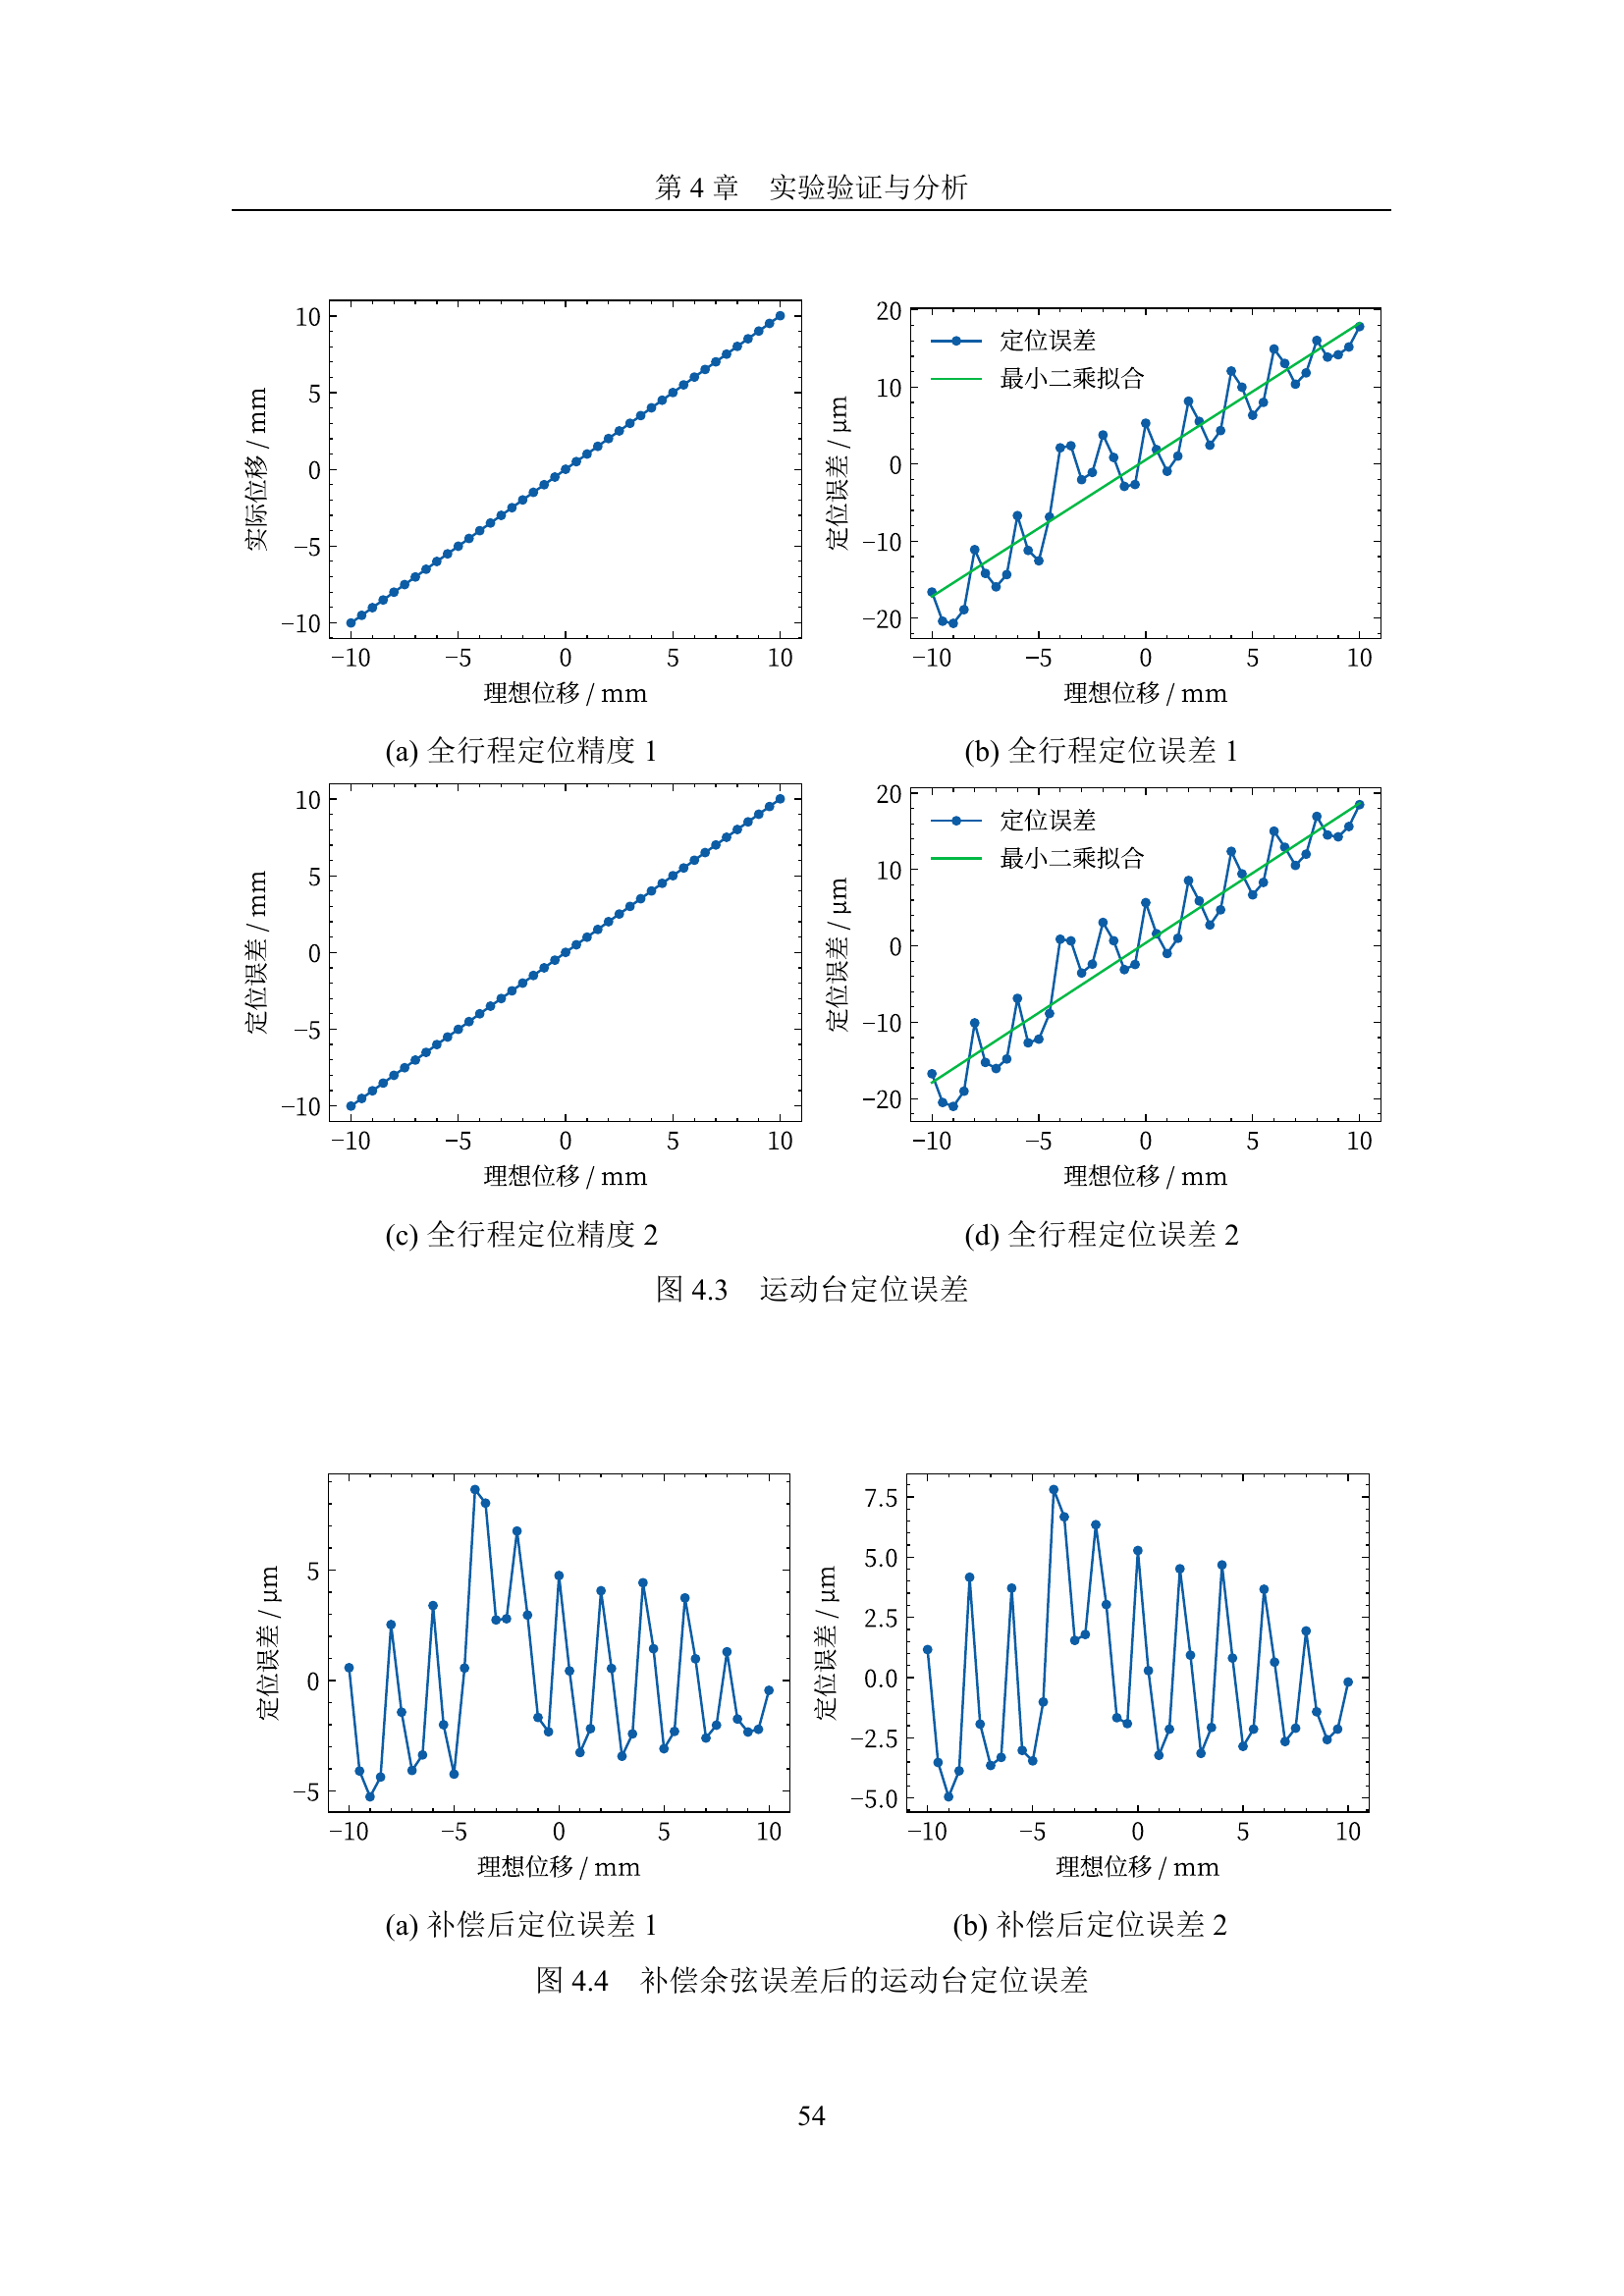 第 4 章 实验验证与分析
10
5
0
−5
−10
实际位移 / mm
−10 −5 0 5 10
理想位移 / mm
(a) 全行程定位精度 1
20
10
0
−10
−20
定位误差 / μm
定位误差
最小二乘拟合
−10 −5 0 5 10
理想位移 / mm
(b) 全行程定位误差 1
10
5
0
−5
−10
定位误差 / mm
−10 −5 0 5 10
理想位移 / mm
(c) 全行程定位精度 2
20
10
0
−10
−20
定位误差 / μm
定位误差
最小二乘拟合
−10 −5 0 5 10
理想位移 / mm
(d) 全行程定位误差 2
图 4.3 运动台定位误差
5
0
−5
定位误差 / μm
−10 −5 0 5 10
理想位移 / mm
(a) 补偿后定位误差 1
7.5
5.0
2.5
0.0
−2.5
−5.0
定位误差 / μm
−10 −5 0 5 10
理想位移 / mm
(b) 补偿后定位误差 2
图 4.4 补偿余弦误差后的运动台定位误差
54